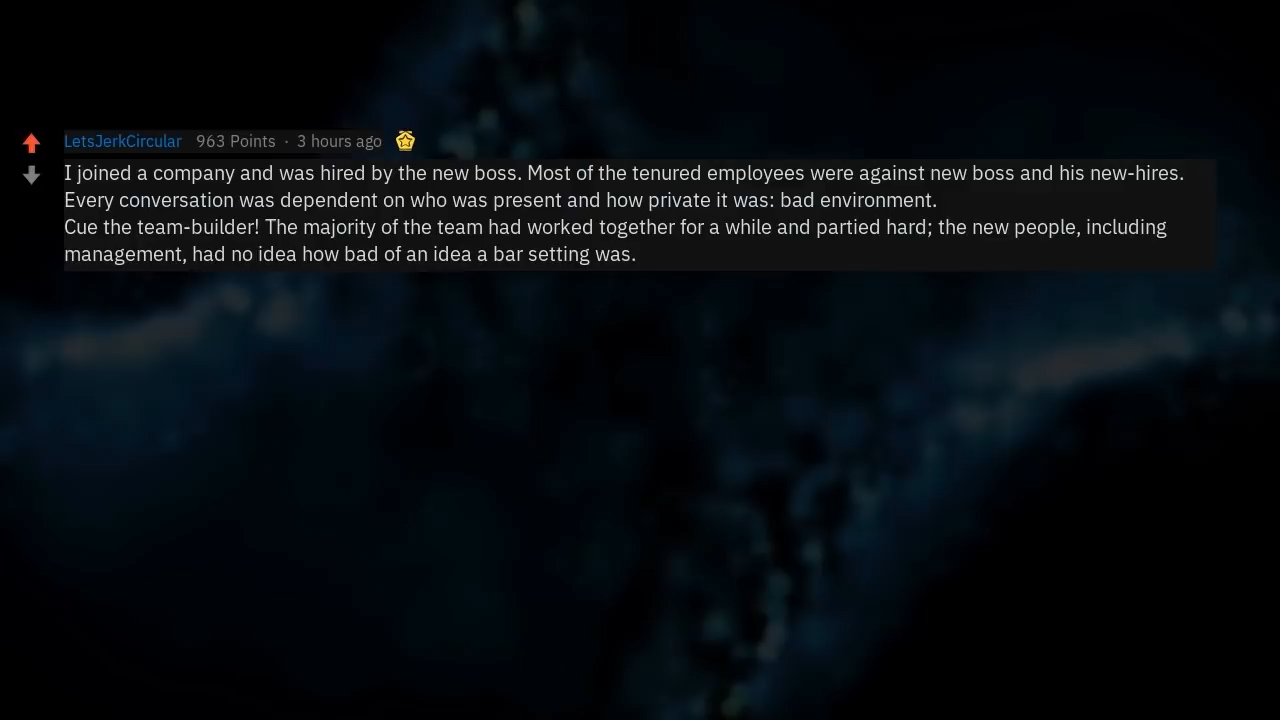 LetsJerkCircular 963 Points · 3 hours ago
I joined a company and was hired by the new boss. Most of the tenured employees were against new boss and his new-hires.
Every conversation was dependent on who was present and how private it was: bad environment.
Cue the team-builder! The majority of the team had worked together for a while and partied hard; the new people, including
management, had no idea how bad of an idea a bar setting was.